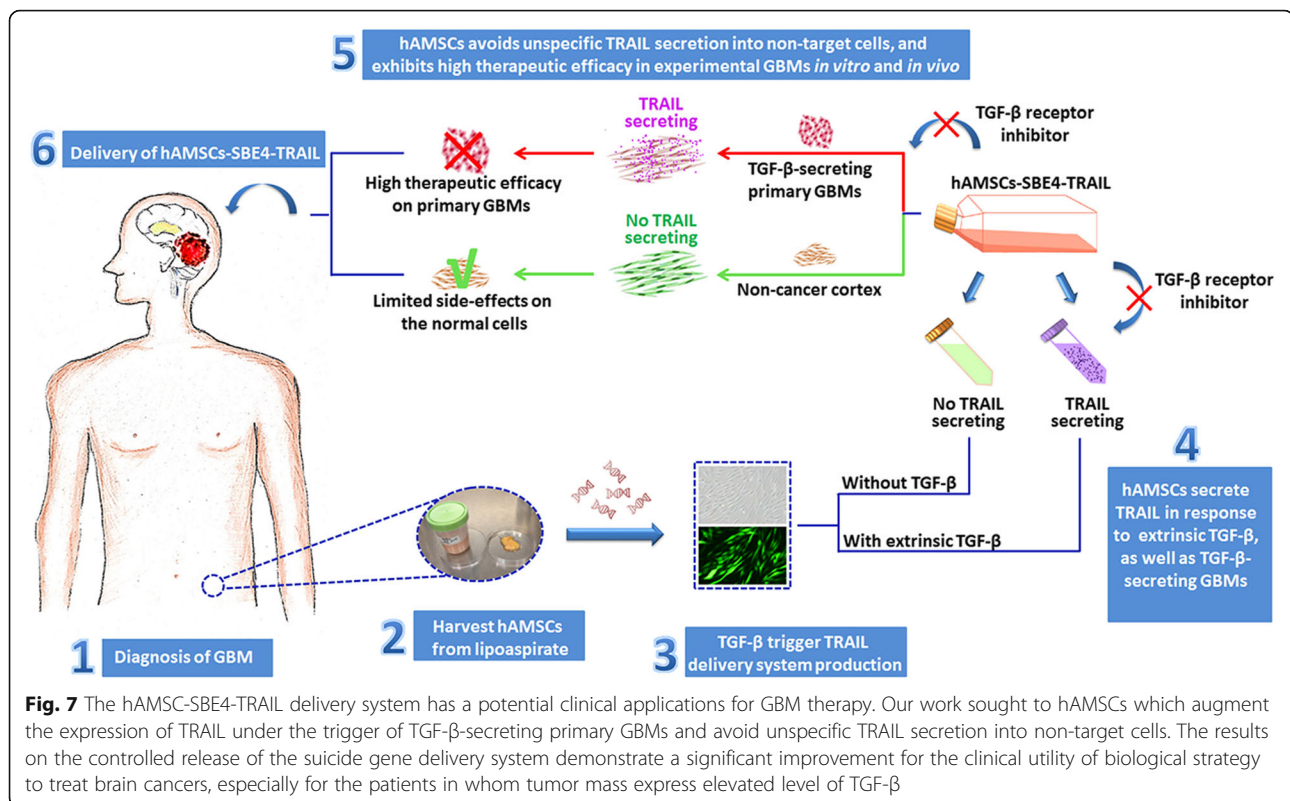 5
hAMSCs avoids unspecific TRAIL secretion into non-target cells, and
exhibits high therapeutic efficacy in experimental GBMs in vitro and in vivo
6
Delivery of hAMSCs-SBE4-TRAIL
High therapeutic efficacy
on primary GBMs
TRAIL
secreting
TGF-β-secreting
primary GBMs
TGF-β receptor
inhibitor
hAMSCs-SBE4-TRAIL
Limited side-effects on
the normal cells
No TRAIL
secreting
Non-cancer cortex
TGF-β receptor
inhibitor
No TRAIL
secreting
TRAIL
secreting
Without TGF-β
With extrinsic TGF-β
4
hAMSCs secrete
TRAIL in response
to extrinsic TGF-β,
as well as TGF-β-
secreting GBMs
1
Diagnosis of GBM
2
Harvest hAMSCs
from lipoaspirate
3
TGF-β trigger TRAIL
delivery system production
Fig. 7 The hAMSC-SBE4-TRAIL delivery system has a potential clinical applications for GBM therapy. Our work sought to hAMSCs which augment
the expression of TRAIL under the trigger of TGF-β-secreting primary GBMs and avoid unspecific TRAIL secretion into non-target cells. The results
on the controlled release of the suicide gene delivery system demonstrate a significant improvement for the clinical utility of biological strategy
to treat brain cancers, especially for the patients in whom tumor mass express elevated level of TGF-β